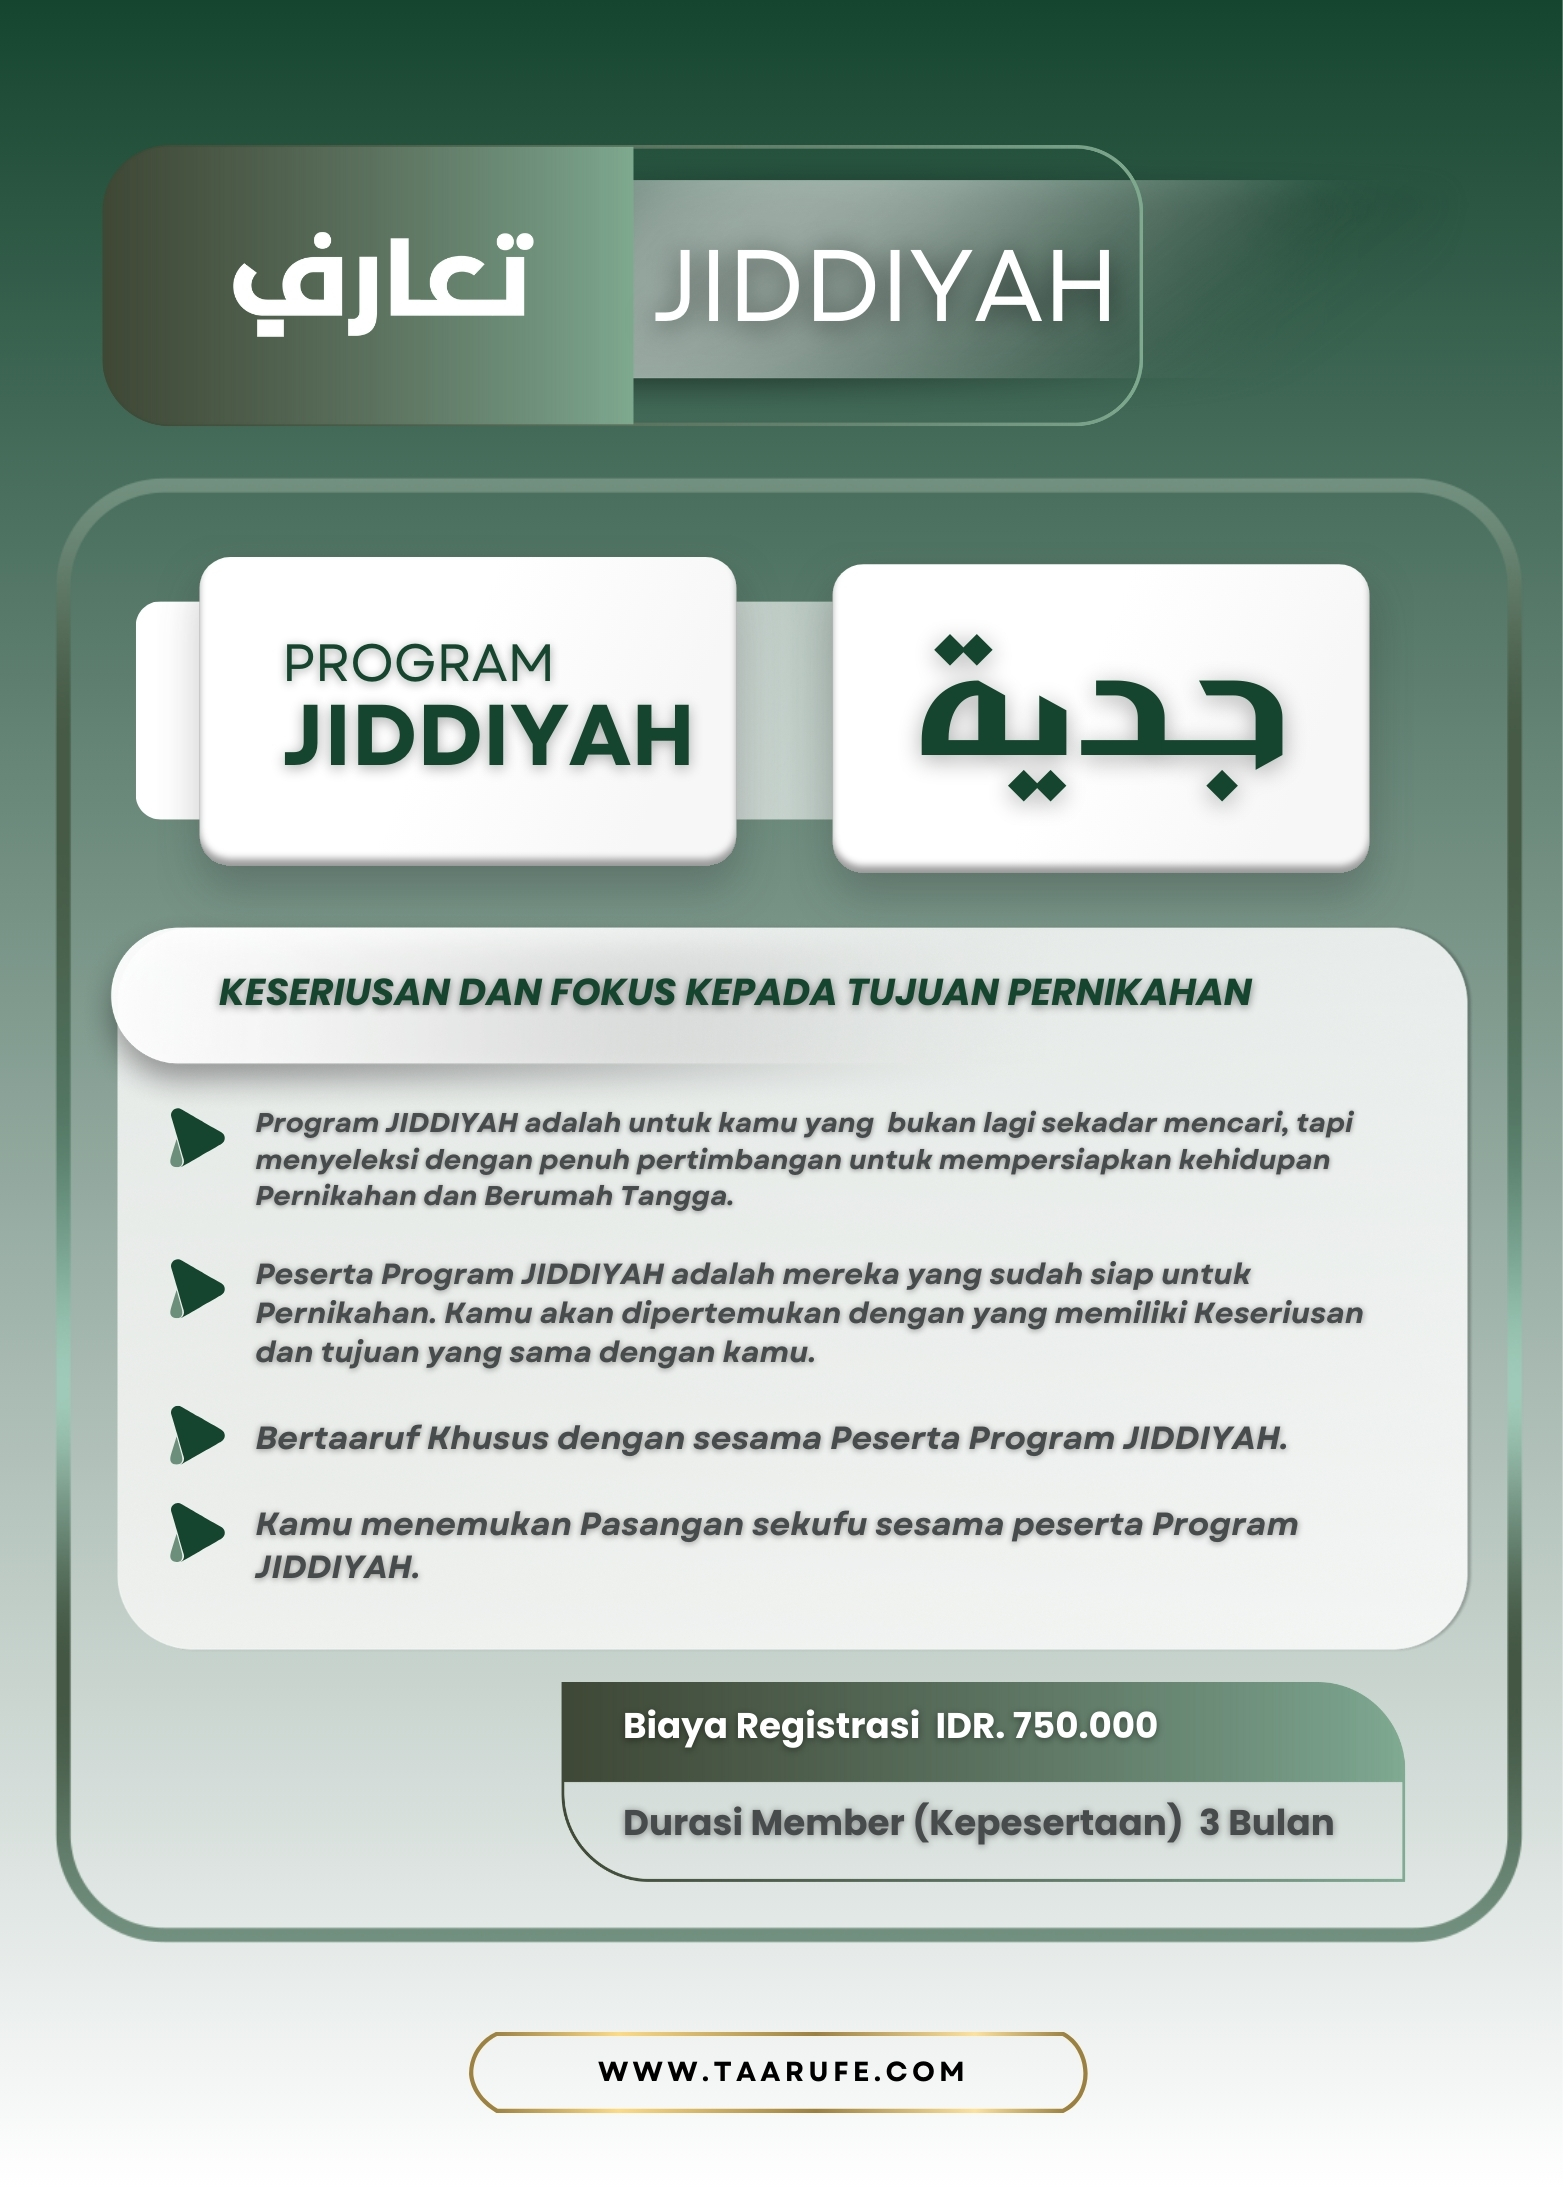 تعارفي
JIDDIYAH
PROGRAM
JIDDIYAH
جدية
KESERIUSAN DAN FOKUS KEPADA TUJUAN PERNIKAHAN
Program JIDDIYAH adalah untuk kamu yang bukan lagi sekadar mencari, tapi
menyeleksi dengan penuh pertimbangan untuk mempersiapkan kehidupan
Pernikahan dan Berumah Tangga.
Peserta Program JIDDIYAH adalah mereka yang sudah siap untuk
Pernikahan. Kamu akan dipertemukan dengan yang memiliki Keseriusan
dan tujuan yang sama dengan kamu.
Bertaaruf Khusus dengan sesama Peserta Program JIDDIYAH.
Kamu menemukan Pasangan sekufu sesama peserta Program
JIDDIYAH.
Biaya Registrasi IDR. 750.000
Durasi Member (Kepesertaan) 3 Bulan
WWW.TAARUFE.COM